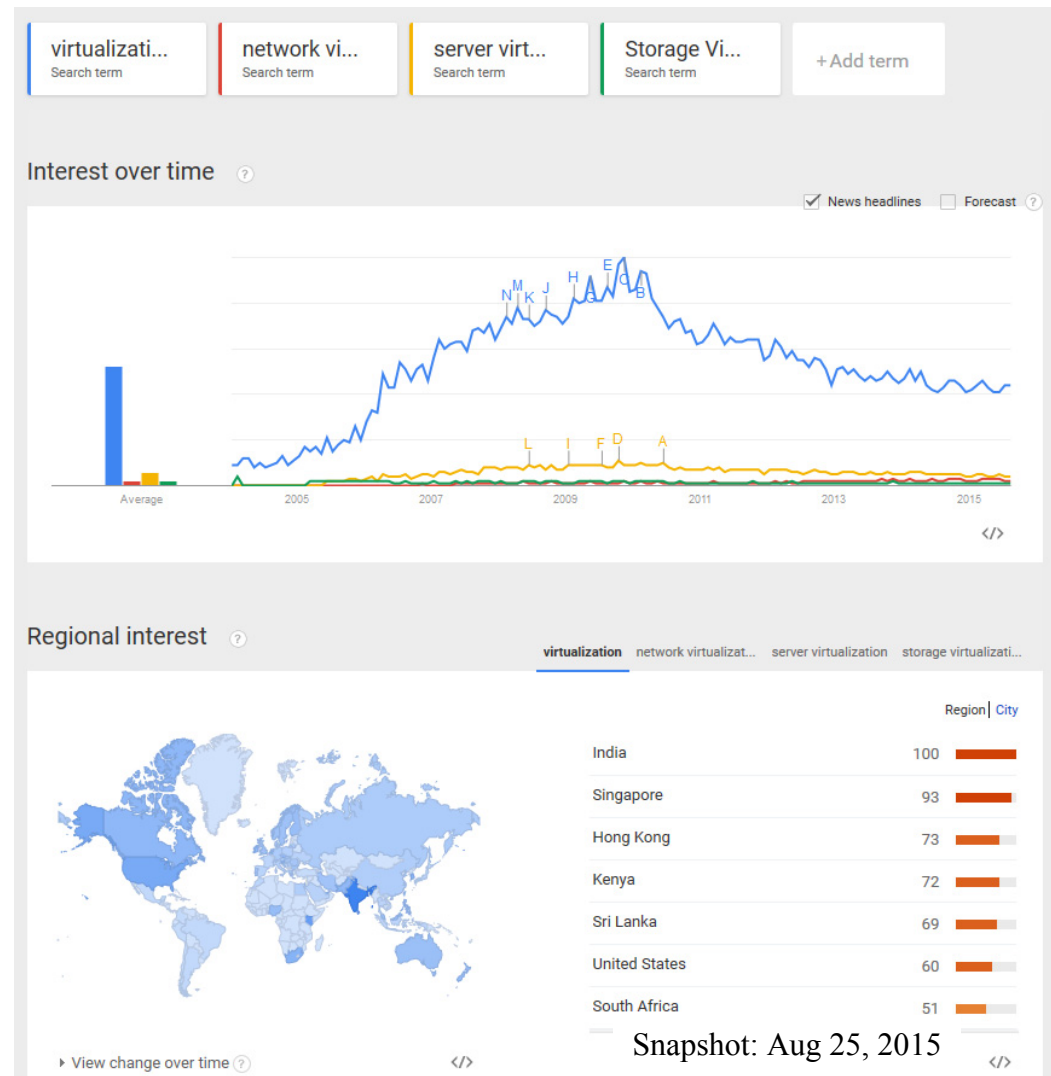 virtualizati...
Search term
network vi...
Search term
server virt...
Search term
Storage Vi...
Search term
+Add term
Interest over time ?
News headlines
Forecast ?
N
M
K
J
H
G
E
C
B
L
I
F
D
A
Average
2005
2007
2009
2011
2013
2015
</>
Regional interest ?
virtualization
network virtualizat...
server virtualization
storage virtualizati...
Region | City
India 100
Singapore 93
Hong Kong 73
Kenya 72
Sri Lanka 69
United States 60
South Africa 51
Snapshot: Aug 25, 2015
View change over time ?
</>
</>